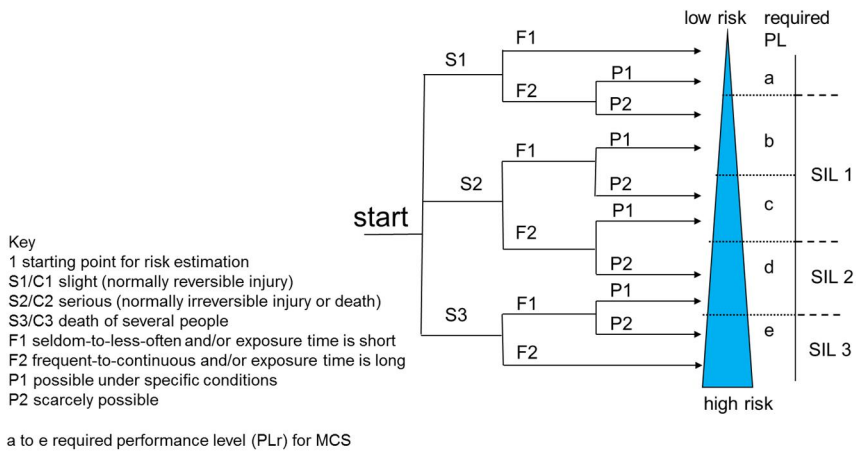 low risk required
PL
F1
S1
P1
a
F2
P2
F1
P1
b
SIL 1
S2
P2
c
start
P1
F2
d
P2
SIL 2
P1
F1
S3
P2
e
F2
SIL 3
high risk
Key
1 starting point for risk estimation
S1/C1 slight (normally reversible injury)
S2/C2 serious (normally irreversible injury or death)
S3/C3 death of several people
F1 seldom-to-less-often and/or exposure time is short
F2 frequent-to-continuous and/or exposure time is long
P1 possible under specific conditions
P2 scarcely possible
a to e required performance level (PLr) for MCS